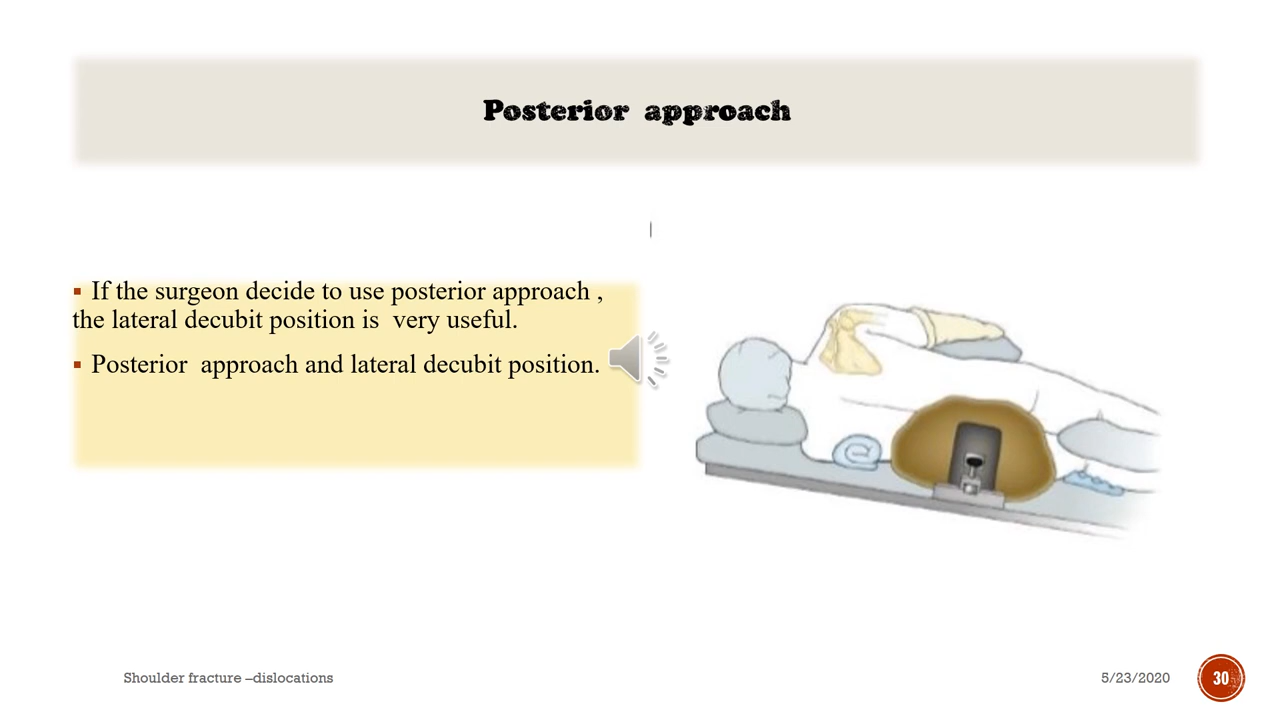 Posterior approach
▪ If the surgeon decide to use posterior approach ,
the lateral decubit position is very useful.
▪ Posterior approach and lateral decubit position.
Shoulder fracture –dislocations
5/23/2020
30